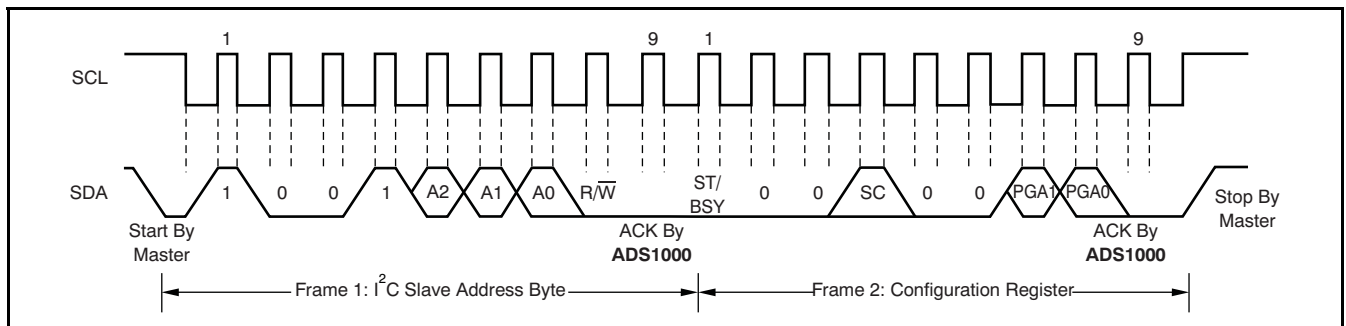 1 9 1 9
SCL
SDA 1 0 0 1 A2 A1 A0 R/W ST/ BSY 0 0 SC 0 0 PGA1 PGA0
Start By
Master
ACK By
ADS1000
ACK By
ADS1000
Stop By
Master
Frame 1: I²C Slave Address Byte
Frame 2: Configuration Register